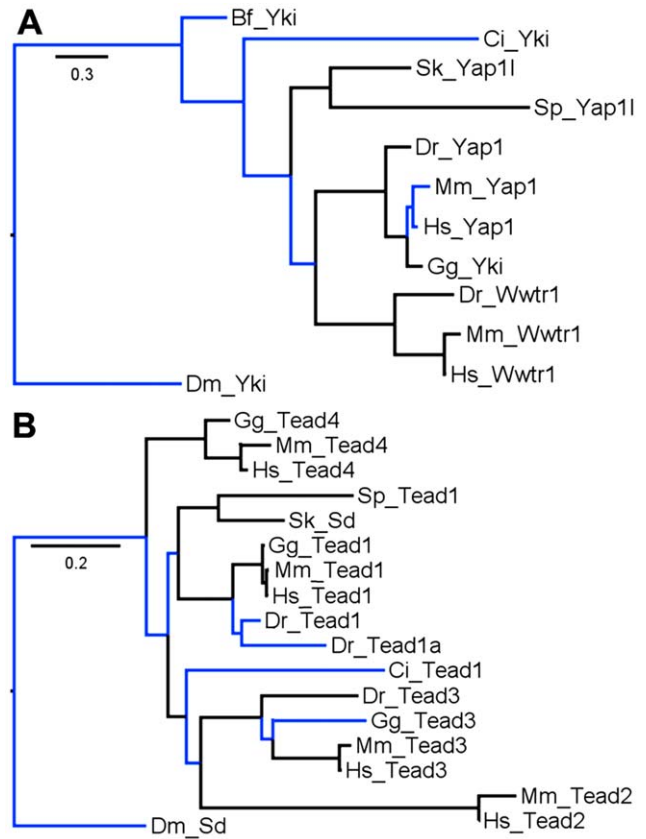 A
Bf_Yki
Ci_Yki
0.3
Sk_Yap1l
Sp_Yap1l
Dr_Yap1
Mm_Yap1
Hs_Yap1
Gg_Yki
Dr_Wwtr1
Mm_Wwtr1
Hs_Wwtr1
Dm_Yki
B
Gg_Tead4
Mm_Tead4
Hs_Tead4
Sp_Tead1
Sk_Sd
0.2
Gg_Tead1
Mm_Tead1
Hs_Tead1
Dr_Tead1
Dr_Tead1a
Ci_Tead1
Dr_Tead3
Gg_Tead3
Mm_Tead3
Hs_Tead3
Mm_Tead2
Hs_Tead2
Dm_Sd